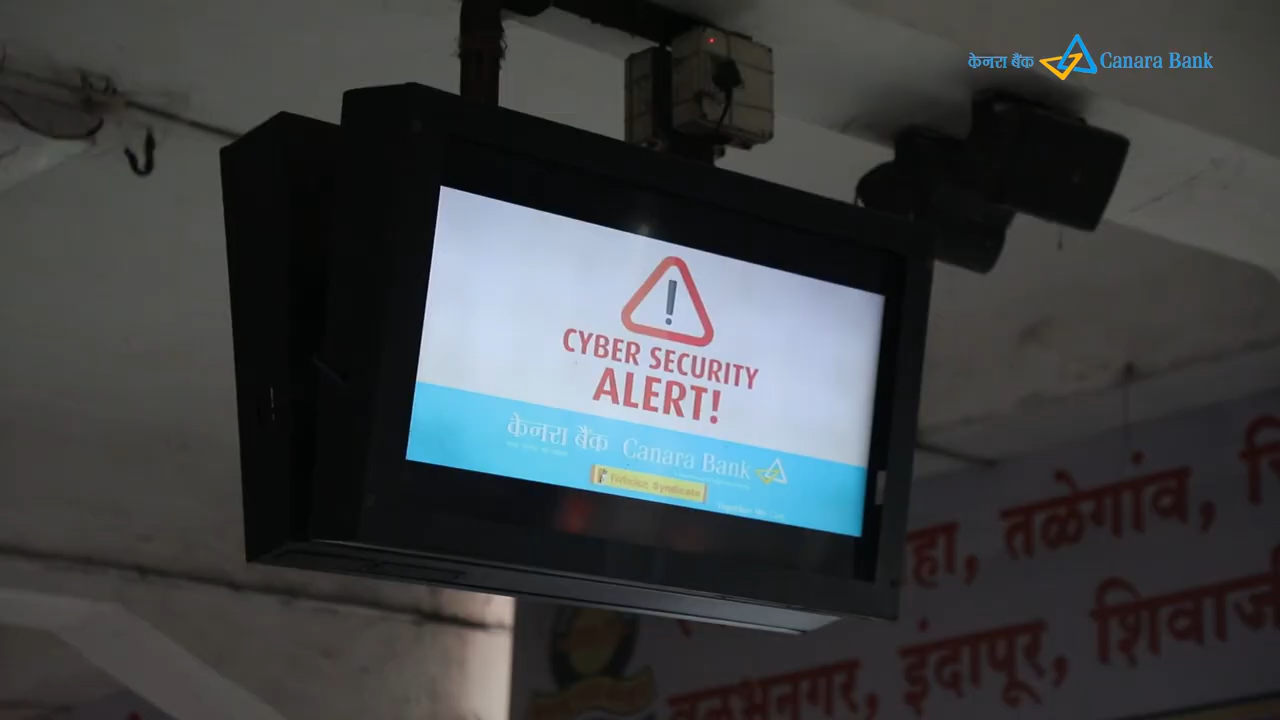 केनरा बैंक Canara Bank
CYBER SECURITY
ALERT!
केनरा बैंक Canara Bank
Syndicate
हा, तळेगांव,
इंदापूर, शिवाजी